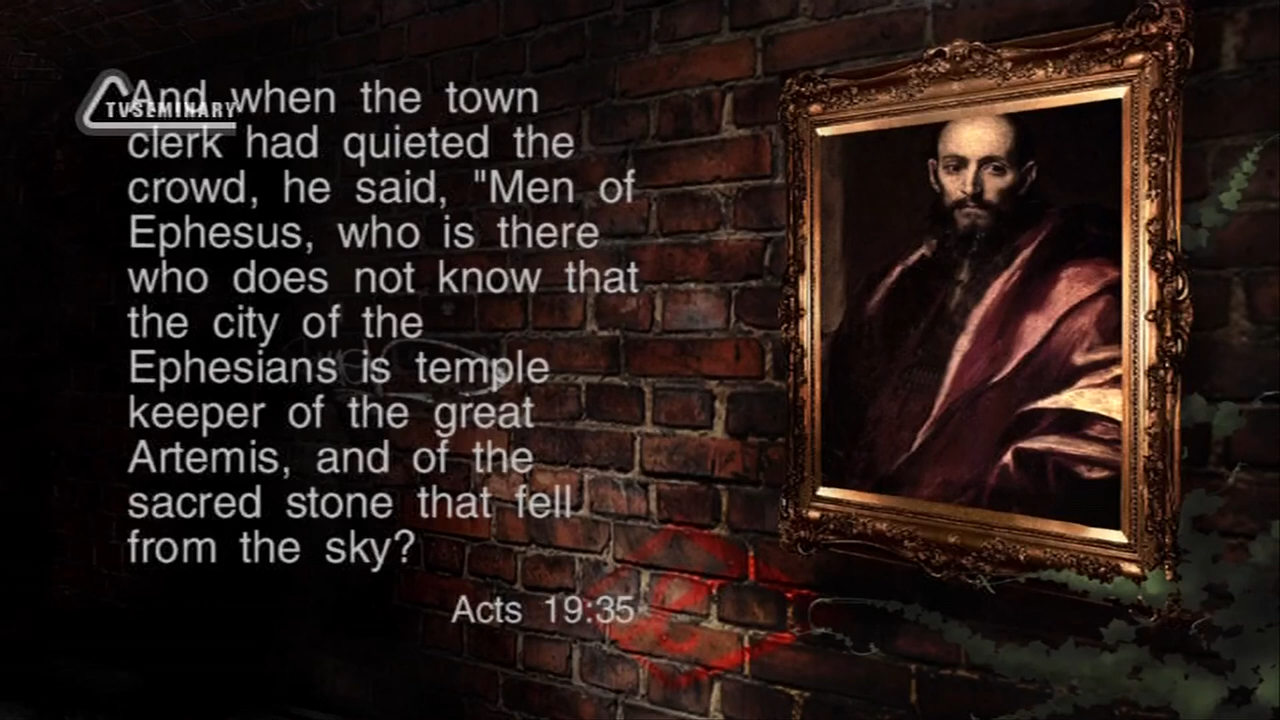 TVSEMINARY
And when the town
clerk had quieted the
crowd, he said, "Men of
Ephesus, who is there
who does not know that
the city of the
Ephesians is temple
keeper of the great
Artemis, and of the
sacred stone that fell
from the sky?
Acts 19:35